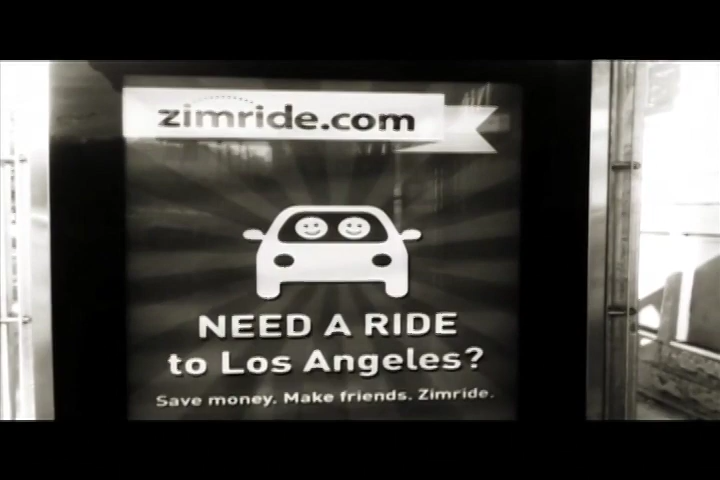 zimride.com
NEED A RIDE
to Los Angeles?
Save money. Make friends. Zimride.